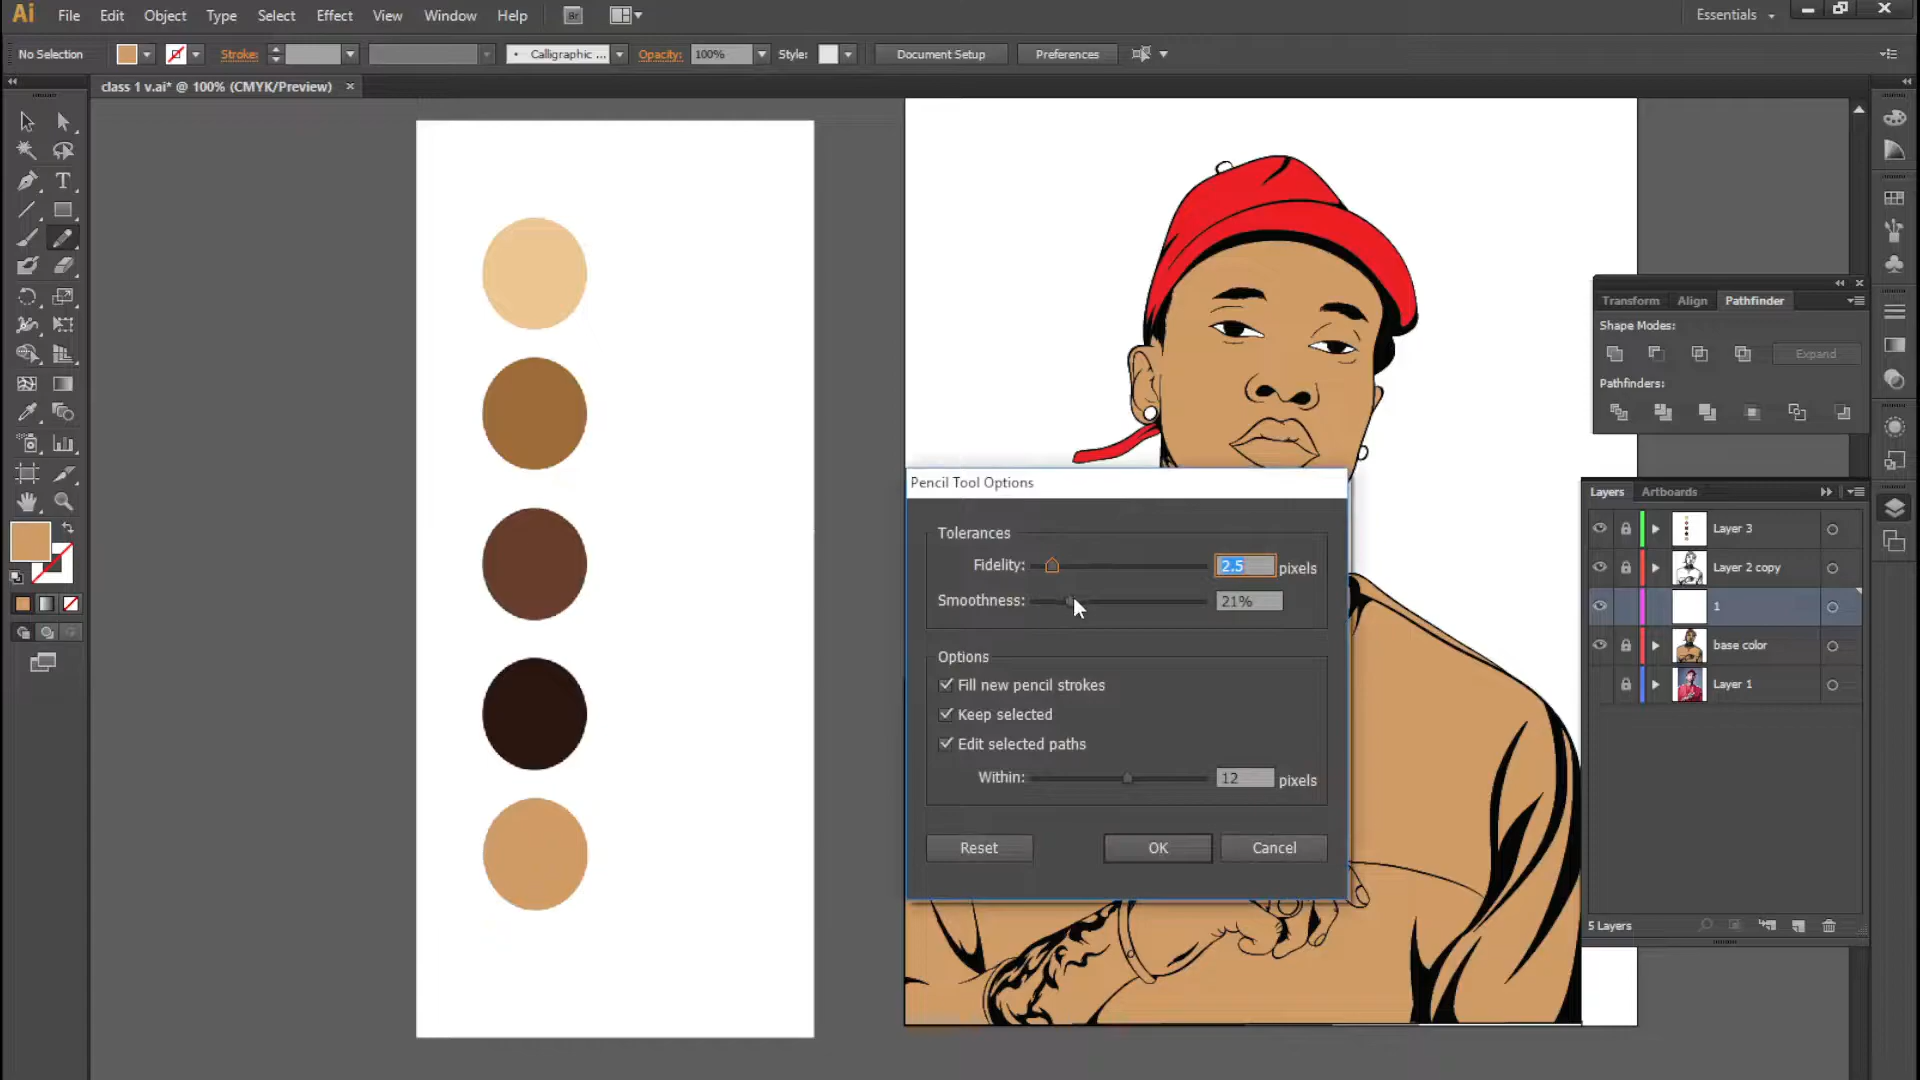 Ai File Edit Object Type Select Effect View Window Help Br Essentials
No Selection Stroke: Calligraphic ... Opacity: 100% Style: Document Setup Preferences
class 1 v.ai* @ 100% (CMYK/Preview)
T
Transform Align Pathfinder
Shape Modes:
Expand
Pathfinders:
Pencil Tool Options
Tolerances
Fidelity: 2.5 pixels
Smoothness: 21%
Options
Fill new pencil strokes
Keep selected
Edit selected paths
Within: 12 pixels
Reset OK Cancel
Layers Artboards
Layer 3
Layer 2 copy
1
base color
Layer 1
5 Layers